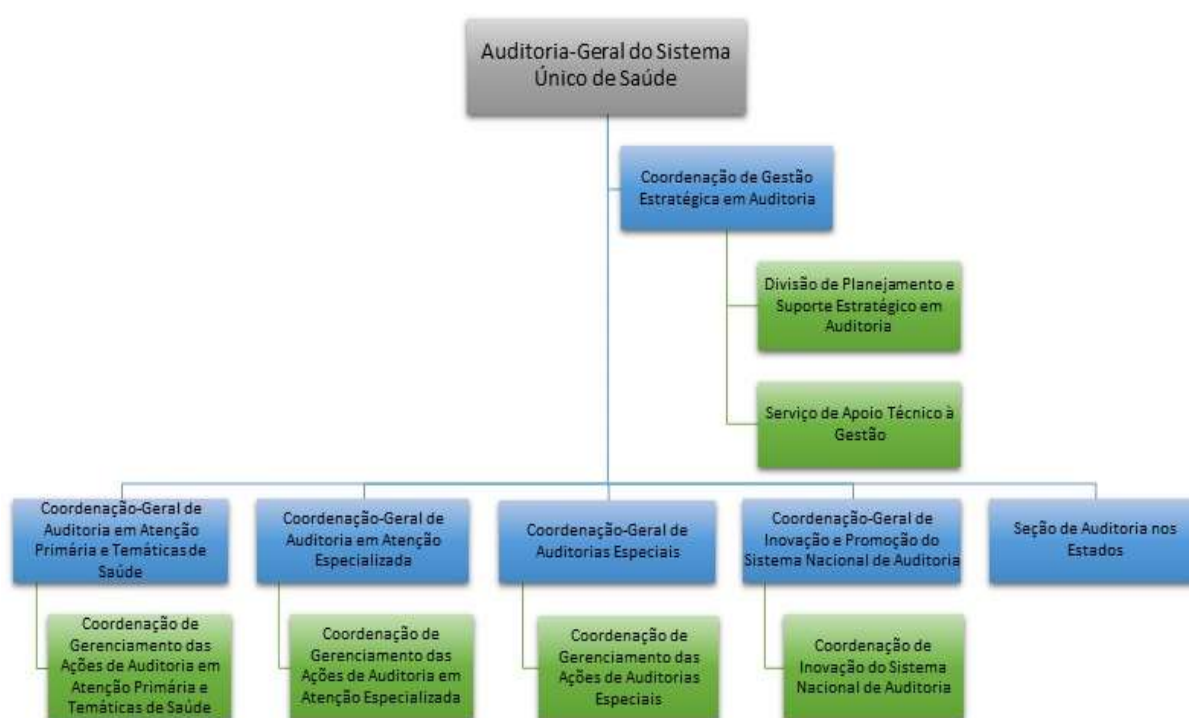 Auditoria-Geral do Sistema
Único de Saúde
Coordenação de Gestão
Estratégica em Auditoria
Divisão de Planejamento e
Suporte Estratégico em
Auditoria
Serviço de Apoio Técnico à
Gestão
Coordenação-Geral de
Auditoria em Atenção
Primária e Temáticas de
Saúde
Coordenação-Geral de
Auditoria em Atenção
Especializada
Coordenação-Geral de
Auditorias Especiais
Coordenação-Geral de
Inovação e Promoção do
Sistema Nacional de Auditoria
Seção de Auditoria nos
Estados
Coordenação de
Gerenciamento das
Ações de Auditoria em
Atenção Primária e
Temáticas de Saúde
Coordenação de
Gerenciamento das
Ações de Auditoria em
Atenção Especializada
Coordenação de
Gerenciamento das
Ações de Auditorias
Especiais
Coordenação de
Inovação do Sistema
Nacional de Auditoria